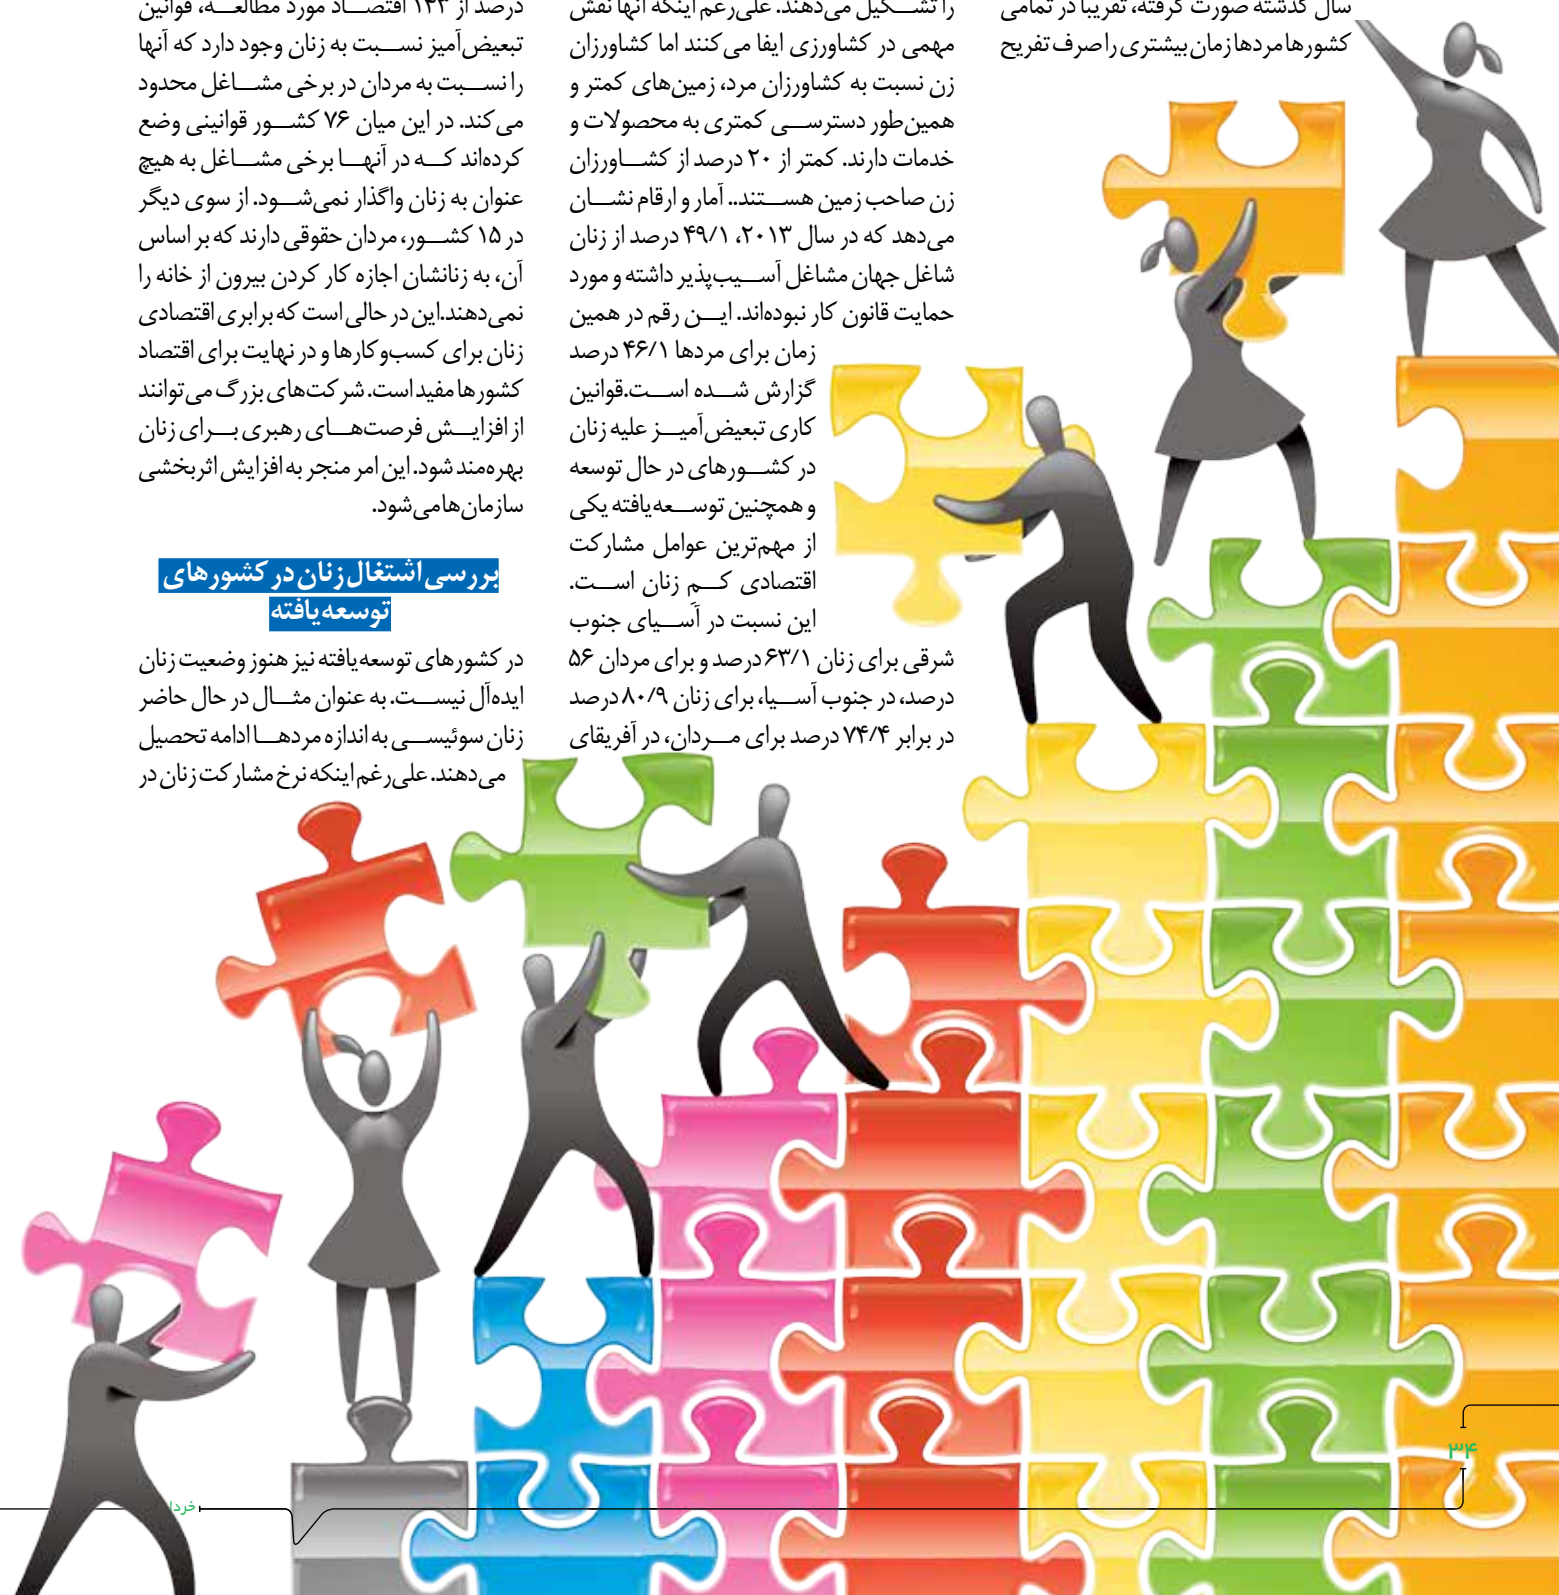 سال گذشته صورت گرفته، تقریبا در تمامی
کشورها مردها زمان بیشتری را صرف تفریح
را تشکیل می‌دهند. علی‌رغم اینکه آنها نقش
مهمی در کشاورزی ایفا می‌کنند اما کشاورزان
زن نسبت به کشاورزان مرد، زمین‌های کمتر و
همین‌طور دسترسی کمتری به محصولات و
خدمات دارند. کمتر از ۲۰ درصد از کشاورزان
زن صاحب زمین هستند.. آمار و ارقام نشان
می‌دهد که در سال ۲۰۱۳، ۴۹/۱ درصد از زنان
شاغل جهان مشاغل آسیب‌پذیر داشته و مورد
حمایت قانون کار نبوده‌اند. این رقم در همین
زمان برای مردها ۴۶/۱ درصد
گزارش شده است.قوانین
کاری تبعیض‌آمیز علیه زنان
در کشورهای در حال توسعه
و همچنین توسعه‌یافته یکی
از مهم‌ترین عوامل مشارکت
اقتصادی کمِ زنان است.
این نسبت در آسیای جنوب
شرقی برای زنان ۶۳/۱ درصد و برای مردان ۵۶
درصد، در جنوب آسیا، برای زنان ۸۰/۹ درصد
در برابر ۷۴/۴ درصد برای مردان، در آفریقای
درصد از ۱۴۳ اقتصاد مورد مطالعه، قوانین
تبعیض‌آمیز نسبت به زنان وجود دارد که آنها
را نسبت به مردان در برخی مشاغل محدود
می‌کند. در این میان ۷۶ کشور قوانینی وضع
کرده‌اند که در آنها برخی مشاغل به هیچ
عنوان به زنان واگذار نمی‌شود. از سوی دیگر
در ۱۵ کشور، مردان حقوقی دارند که بر اساس
آن، به زنانشان اجازه کار کردن بیرون از خانه را
نمی‌دهند.این در حالی است که برابری اقتصادی
زنان برای کسب‌وکارها و در نهایت برای اقتصاد
کشورها مفید است. شرکت‌های بزرگ می‌توانند
از افزایش فرصت‌های رهبری برای زنان
بهره‌مند شود. این امر منجر به افزایش اثربخشی
سازمان‌ها می‌شود.
بررسی اشتغال زنان در کشورهای
توسعه‌یافته
در کشورهای توسعه‌یافته نیز هنوز وضعیت زنان
ایده‌آل نیست. به عنوان مثال در حال حاضر
زنان سوئیسی به اندازه مردها ادامه تحصیل
می‌دهند. علی‌رغم اینکه نرخ مشارکت زنان در
۳۴
خردا